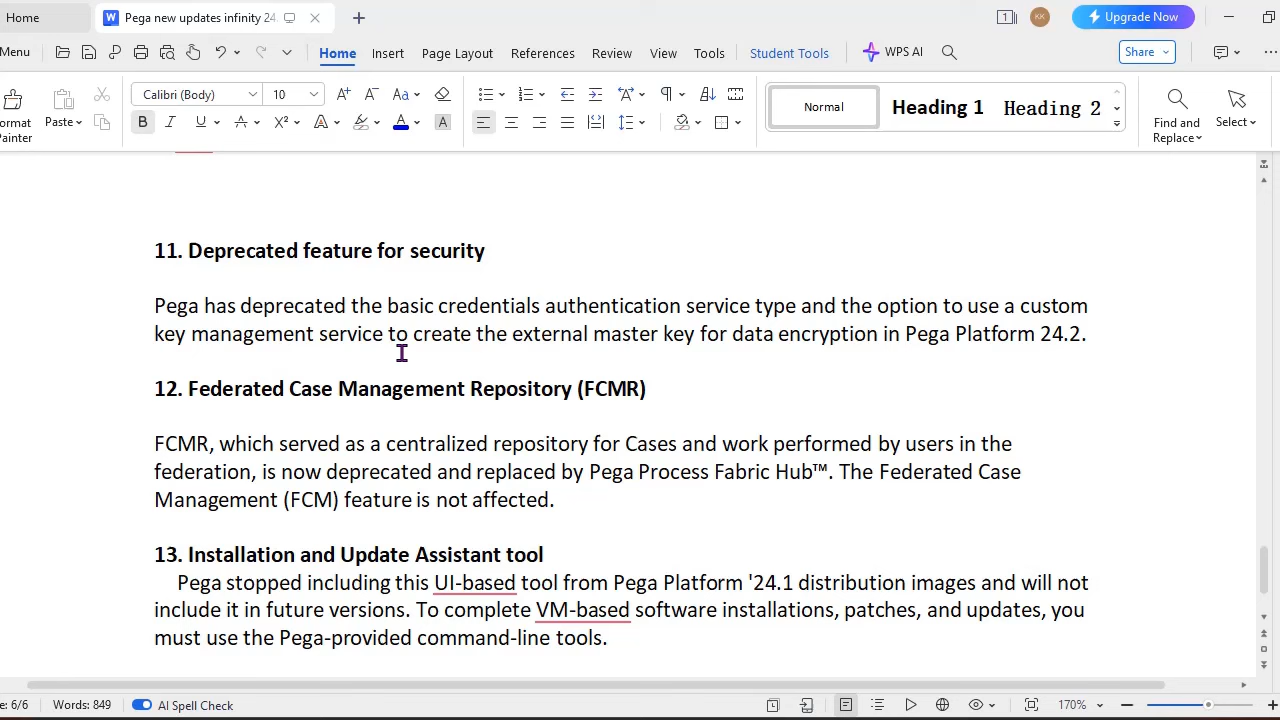 Home
Pega new updates infinity 24
1
KK
Upgrade Now
Menu
Home
Insert
Page Layout
References
Review
View
Tools
Student Tools
WPS AI
Share
Format
Painter
Paste
Calibri (Body)
10
Normal
Heading 1
Heading 2
Find and
Replace
Select
11. Deprecated feature for security
Pega has deprecated the basic credentials authentication service type and the option to use a custom
key management service to create the external master key for data encryption in Pega Platform 24.2.
12. Federated Case Management Repository (FCMR)
FCMR, which served as a centralized repository for Cases and work performed by users in the
federation, is now deprecated and replaced by Pega Process Fabric Hub™. The Federated Case
Management (FCM) feature is not affected.
13. Installation and Update Assistant tool
Pega stopped including this UI-based tool from Pega Platform '24.1 distribution images and will not
include it in future versions. To complete VM-based software installations, patches, and updates, you
must use the Pega-provided command-line tools.
e: 6/6
Words: 849
AI Spell Check
170%